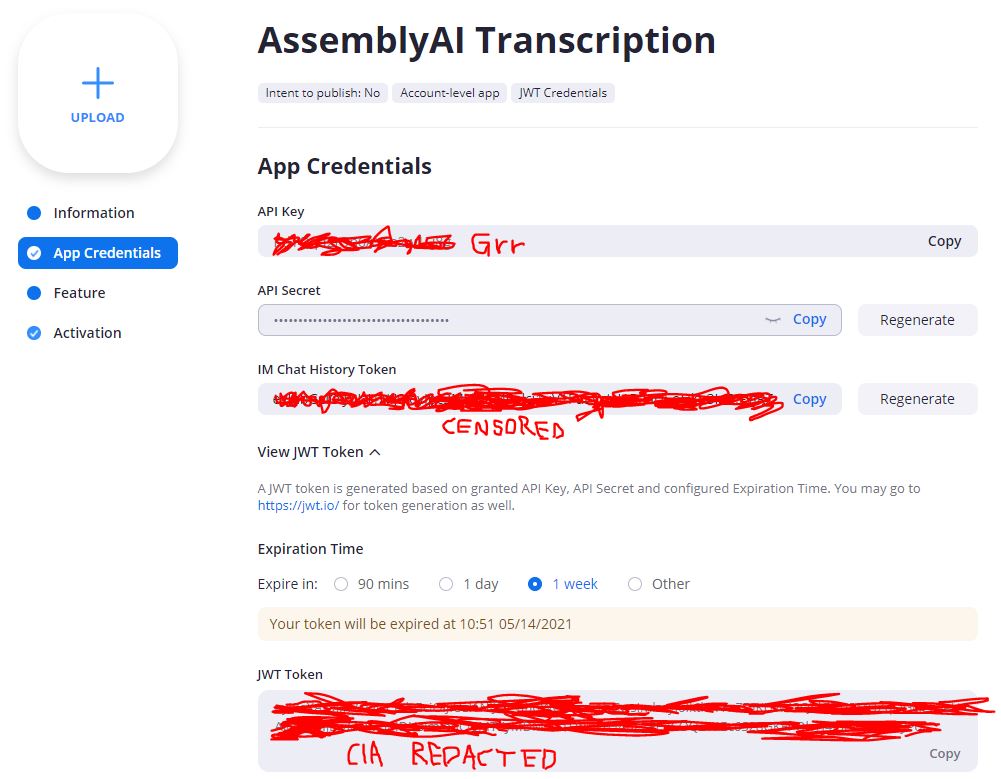 AssemblyAI Transcription
UPLOAD
Intent to publish: No Account-level app JWT Credentials
Information
App Credentials
Feature
Activation
App Credentials
API Key
Grr
Copy
API Secret
•••••••••••••••••••••••••••••••••••
Copy
Regenerate
IM Chat History Token
Copy
Regenerate
CENSORED
View JWT Token
A JWT token is generated based on granted API Key, API Secret and configured Expiration Time. You may go to
https://jwt.io/ for token generation as well.
Expiration Time
Expire in: 90 mins 1 day 1 week Other
Your token will be expired at 10:51 05/14/2021
JWT Token
CIA REDACTED
Copy